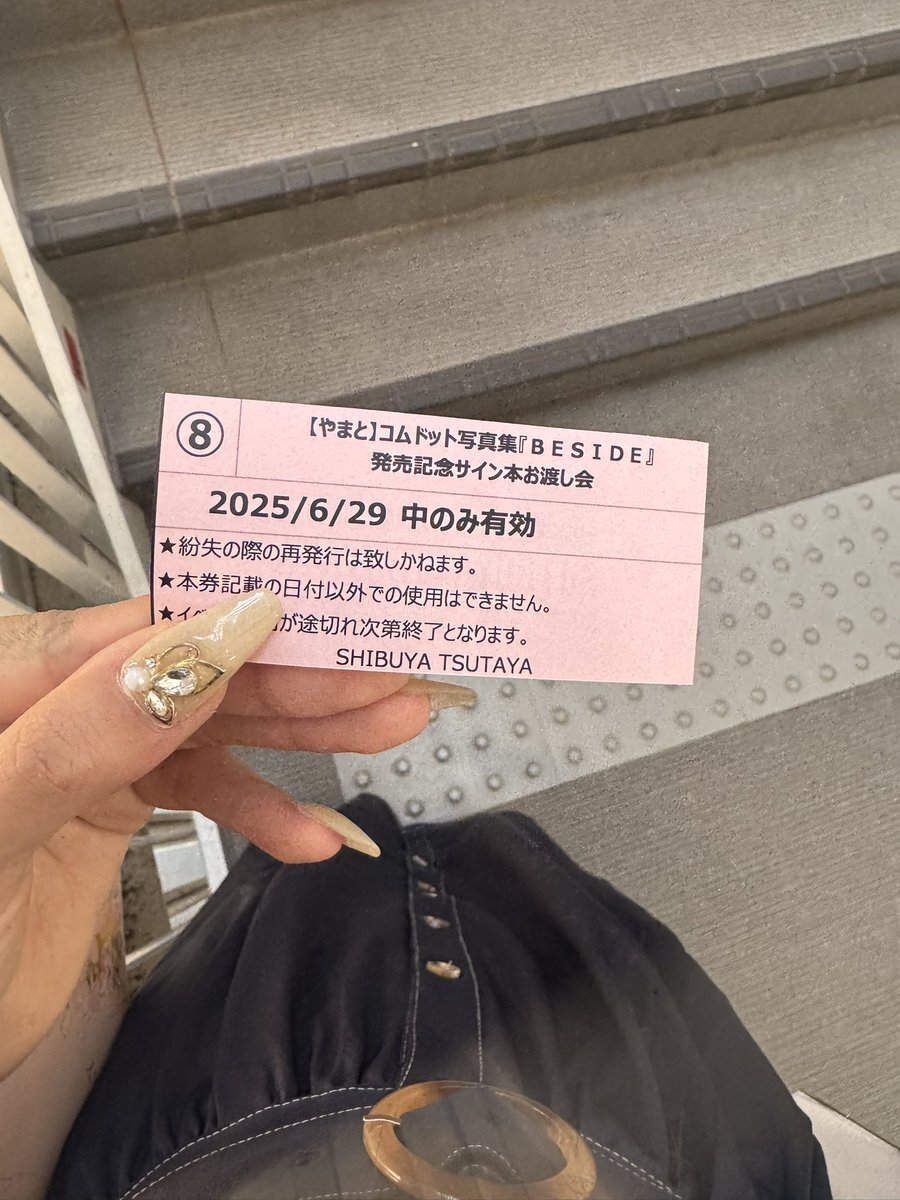 ⑧
【やまと】コムドット写真集『ＢＥＳＩＤＥ』
発売記念サイン本お渡し会
2025/6/29 中のみ有効
★紛失の際の再発行は致しかねます。
★本券記載の日付以外での使用はできません。
★イベ が途切れ次第終了となります。
SHIBUYA TSUTAYA